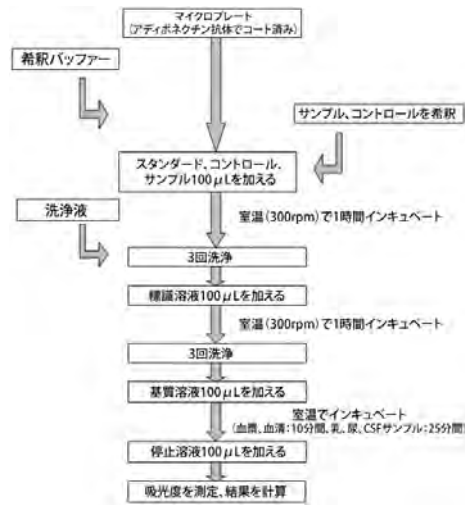 マイクロプレート
(アディポネクチン抗体でコート済み)
希釈バッファー
サンプル、コントロールを希釈
スタンダード、コントロール、
サンプル100μLを加える
洗浄液
室温(300rpm)で1時間インキュベート
3回洗浄
標識溶液100μLを加える
室温(300rpm)で1時間インキュベート
3回洗浄
基質溶液100μLを加える
室温でインキュベート
(血漿、血清:10分間、乳、尿、CSFサンプル:25分間)
停止溶液100μLを加える
吸光度を測定、結果を計算